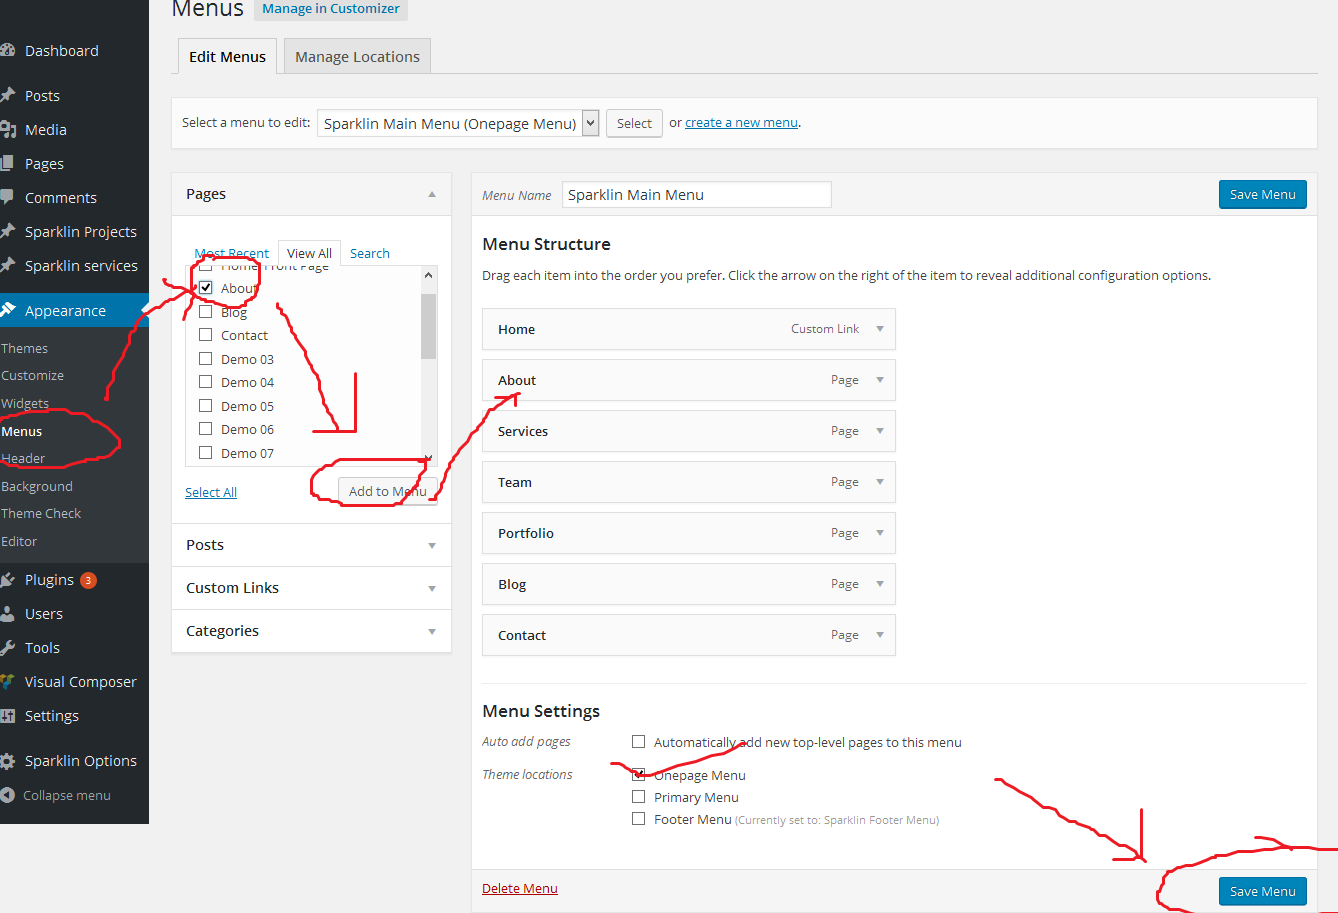 Menus Manage in Customizer
Edit Menus Manage Locations
Select a menu to edit: Sparklin Main Menu (Onepage Menu) Select or create a new menu.
Dashboard
Posts
Media
Pages
Comments
Sparklin Projects
Sparklin services
Appearance
Themes
Customize
Widgets
Menus
Header
Background
Theme Check
Editor
Plugins 3
Users
Tools
Visual Composer
Settings
Sparklin Options
Collapse menu
Pages
Most Recent View All Search
Home Front Page
About
Blog
Contact
Demo 03
Demo 04
Demo 05
Demo 06
Demo 07
Select All Add to Menu
Posts
Custom Links
Categories
Menu Name Sparklin Main Menu Save Menu
Menu Structure
Drag each item into the order you prefer. Click the arrow on the right of the item to reveal additional configuration options.
Home Custom Link
About Page
Services Page
Team Page
Portfolio Page
Blog Page
Contact Page
Menu Settings
Auto add pages Automatically add new top-level pages to this menu
Theme locations Onepage Menu
Primary Menu
Footer Menu (Currently set to: Sparklin Footer Menu)
Delete Menu Save Menu